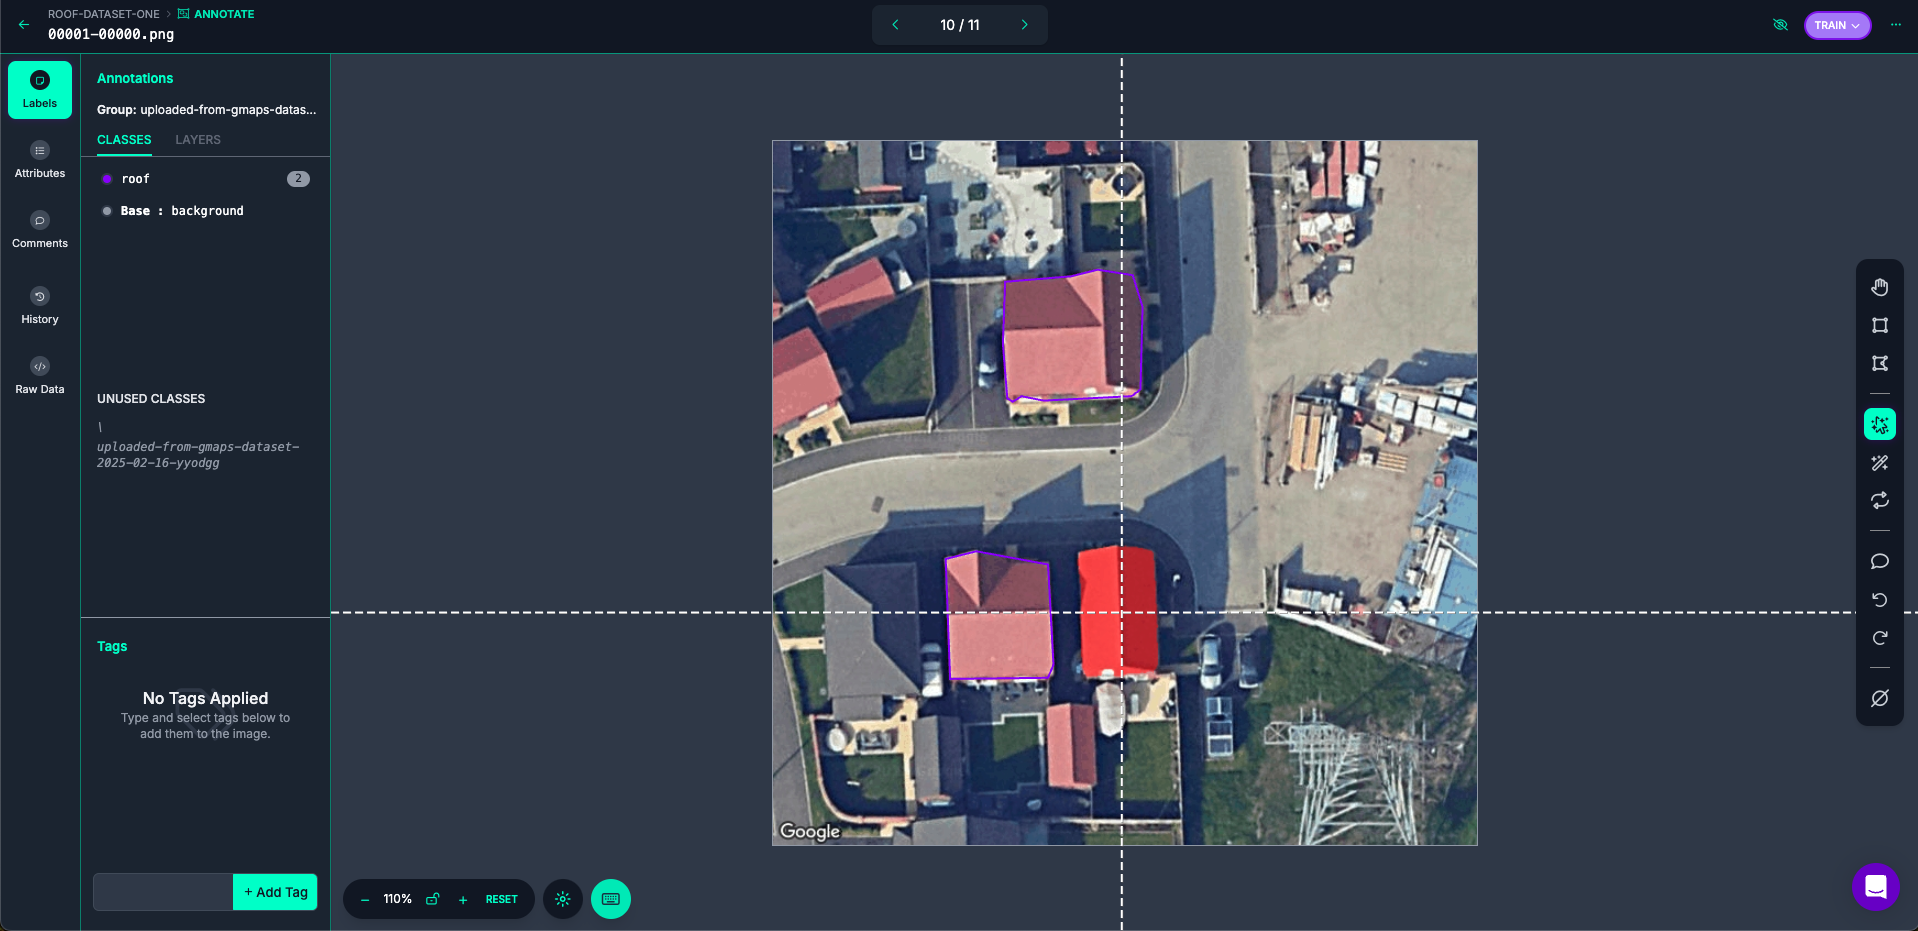 ROOF-DATASET-ONE > ANNOTATE
00001-00000.png
10 / 11
TRAIN
Labels
Attributes
Comments
History
Raw Data
Annotations
Group: uploaded-from-gmaps-datas...
CLASSES LAYERS
roof 2
Base : background
UNUSED CLASSES
\
uploaded-from-gmaps-dataset-
2025-02-16-yyodgg
Tags
No Tags Applied
Type and select tags below to
add them to the image.
+ Add Tag
Google
− 110% + RESET